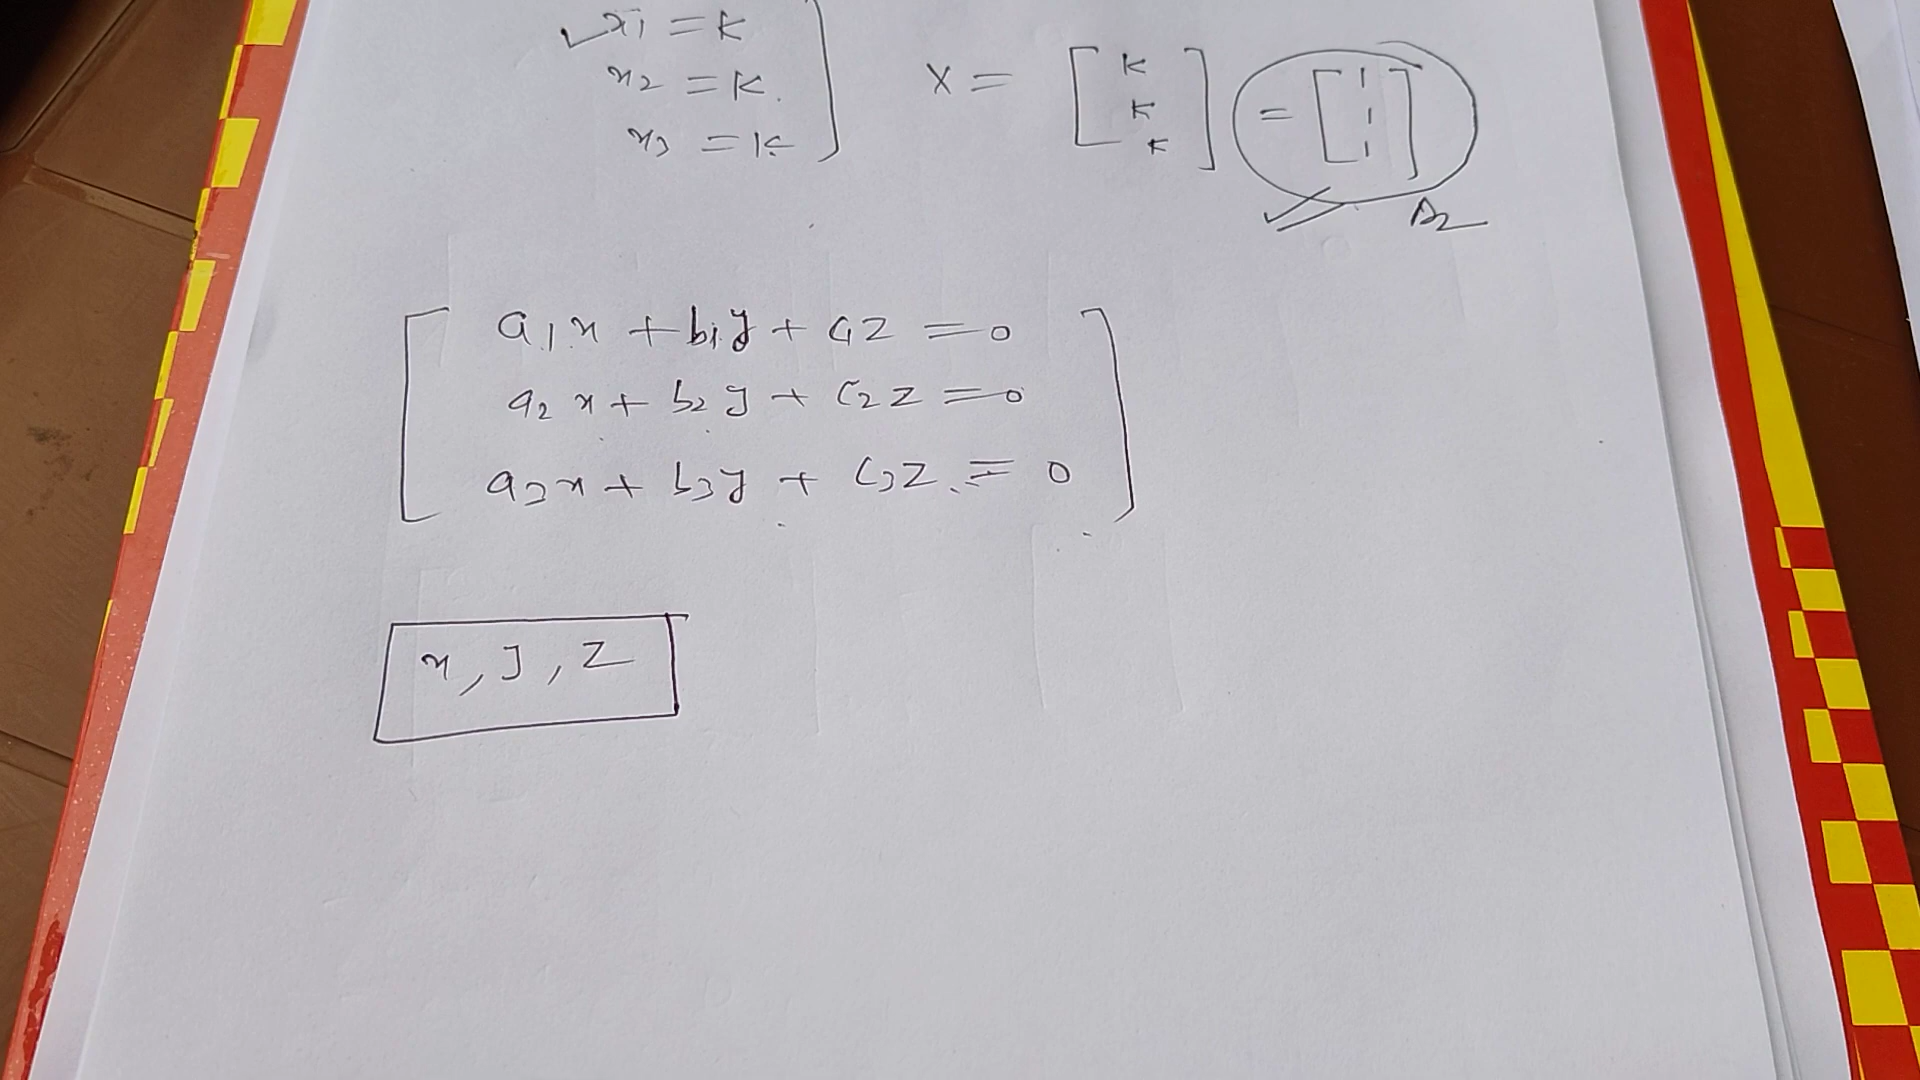 x1 = k
x2 = k.
x3 = k
X = [ k k k ] = [ 1 1 1 ]
a1x + b1y + c1z = 0
a2x + b2y + c2z = 0
a3x + b3y + c3z = 0
x, y, z